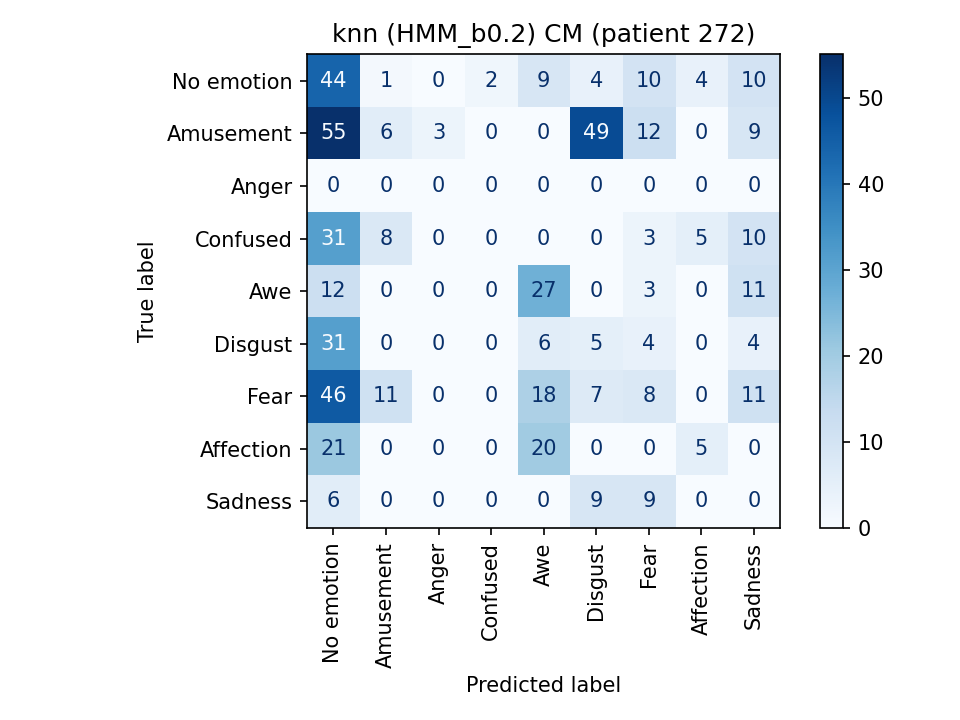 knn (HMM_b0.2) CM (patient 272)
No emotion 44 1 0 2 9 4 10 4 10
Amusement 55 6 3 0 0 49 12 0 9
Anger 0 0 0 0 0 0 0 0 0
Confused 31 8 0 0 0 0 3 5 10
Awe 12 0 0 0 27 0 3 0 11
Disgust 31 0 0 0 6 5 4 0 4
Fear 46 11 0 0 18 7 8 0 11
Affection 21 0 0 0 20 0 0 5 0
Sadness 6 0 0 0 0 9 9 0 0
True label
No emotion
Amusement
Anger
Confused
Awe
Disgust
Fear
Affection
Sadness
Predicted label
50
40
30
20
10
0